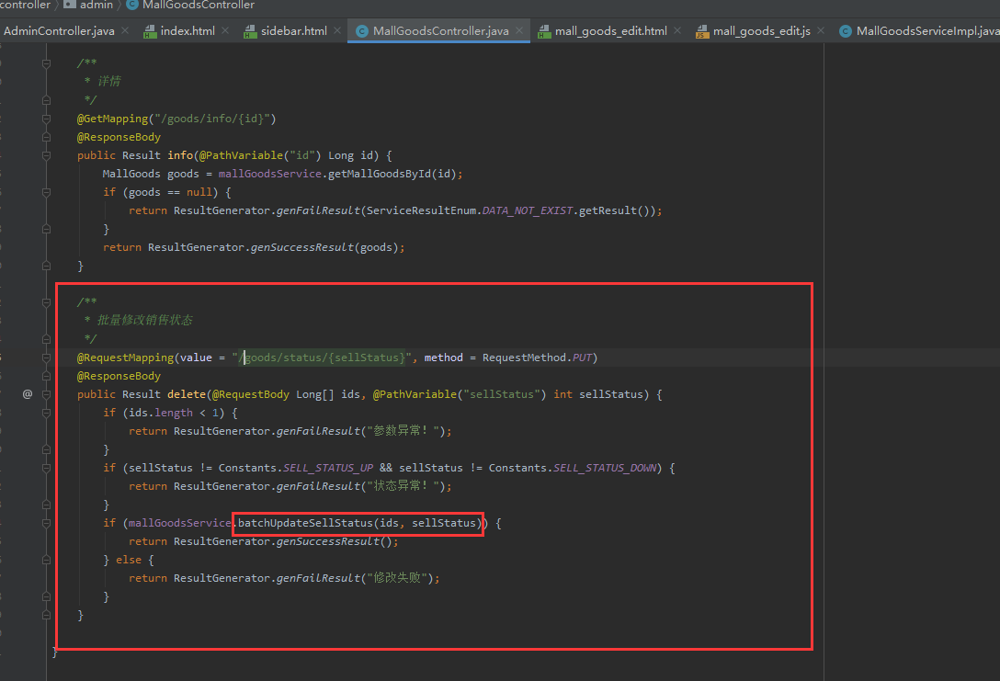 controller admin MallGoodsController
AdminController.java index.html sidebar.html MallGoodsController.java mall_goods_edit.html mall_goods_edit.js MallGoodsServiceImpl.java
/**
* 详情
*/
@GetMapping("/goods/info/{id}")
@ResponseBody
public Result info(@PathVariable("id") Long id) {
MallGoods goods = mallGoodsService.getMallGoodsById(id);
if (goods == null) {
return ResultGenerator.genFailResult(ServiceResultEnum.DATA_NOT_EXIST.getResult());
}
return ResultGenerator.genSuccessResult(goods);
}
/**
* 批量修改销售状态
*/
@RequestMapping(value = "/goods/status/{sellStatus}", method = RequestMethod.PUT)
@ResponseBody
@ public Result delete(@RequestBody Long[] ids, @PathVariable("sellStatus") int sellStatus) {
if (ids.length < 1) {
return ResultGenerator.genFailResult("参数异常！");
}
if (sellStatus != Constants.SELL_STATUS_UP && sellStatus != Constants.SELL_STATUS_DOWN) {
return ResultGenerator.genFailResult("状态异常！");
}
if (mallGoodsService.batchUpdateSellStatus(ids, sellStatus)) {
return ResultGenerator.genSuccessResult();
} else {
return ResultGenerator.genFailResult("修改失败");
}
}
}